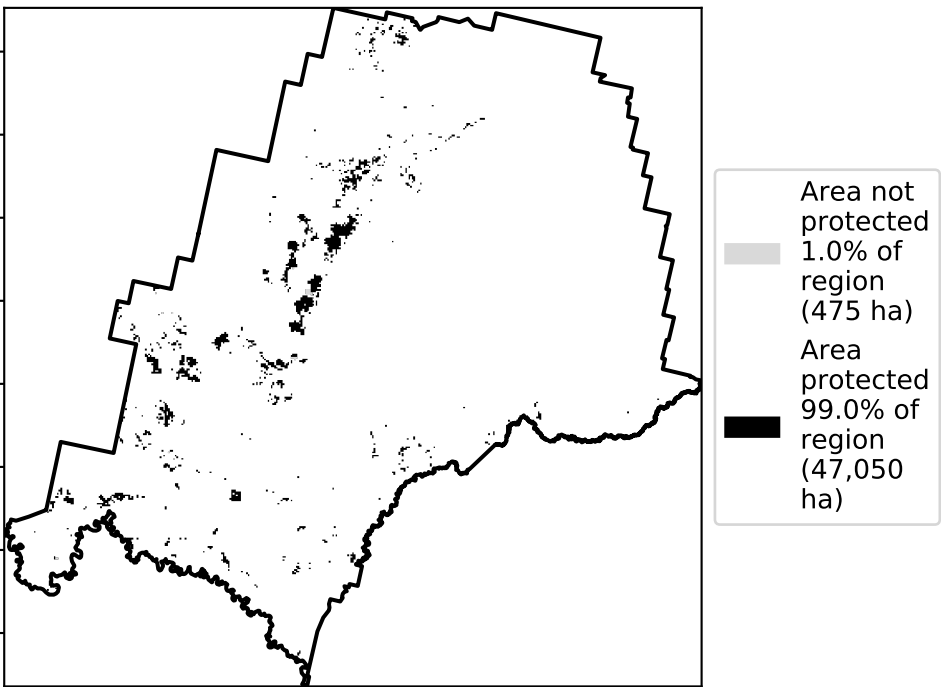 Area not
protected
1.0% of
region
(475 ha)
Area
protected
99.0% of
region
(47,050
ha)